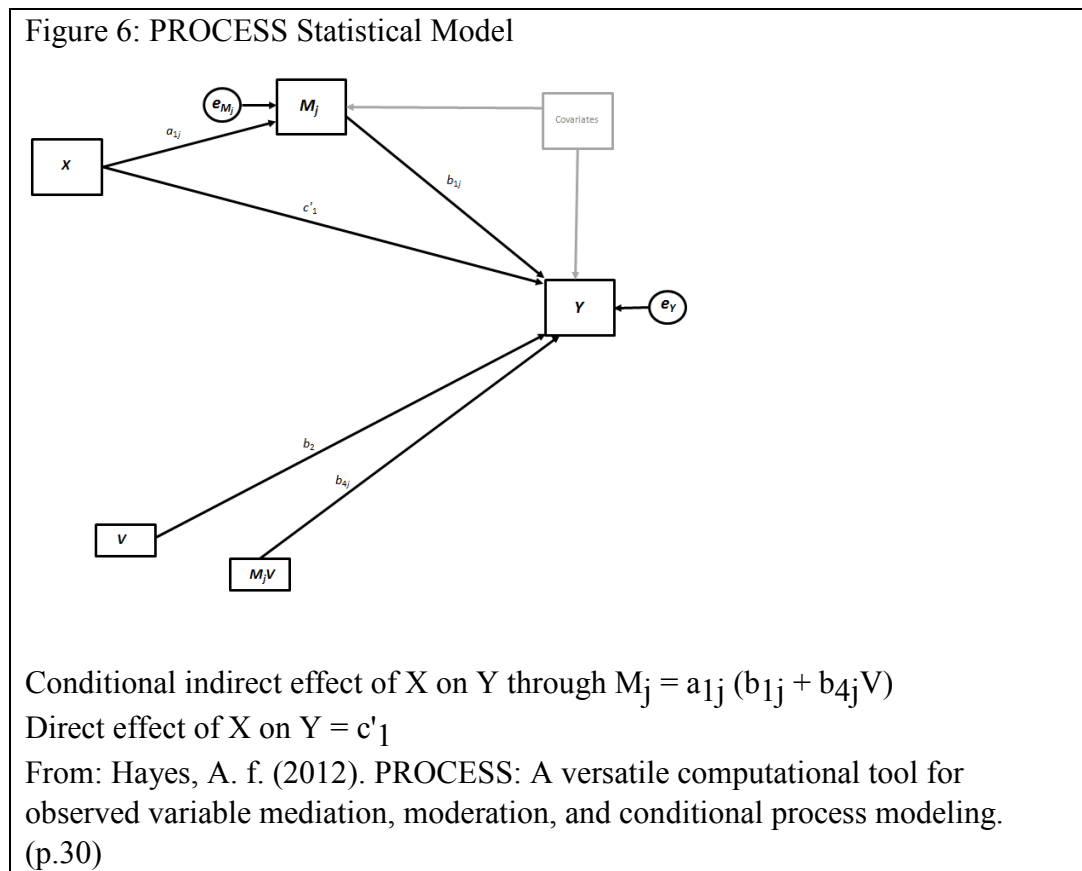 Figure 6: PROCESS Statistical Model
e_Mj
M_j
Covariates
a_1j
X
b_1j
c'_1
Y
e_Y
b_2
b_4j
V
M_jV
Conditional indirect effect of X on Y through M_j = a_1j (b_1j + b_4jV)
Direct effect of X on Y = c'_1
From: Hayes, A. f. (2012). PROCESS: A versatile computational tool for
observed variable mediation, moderation, and conditional process modeling.
(p.30)